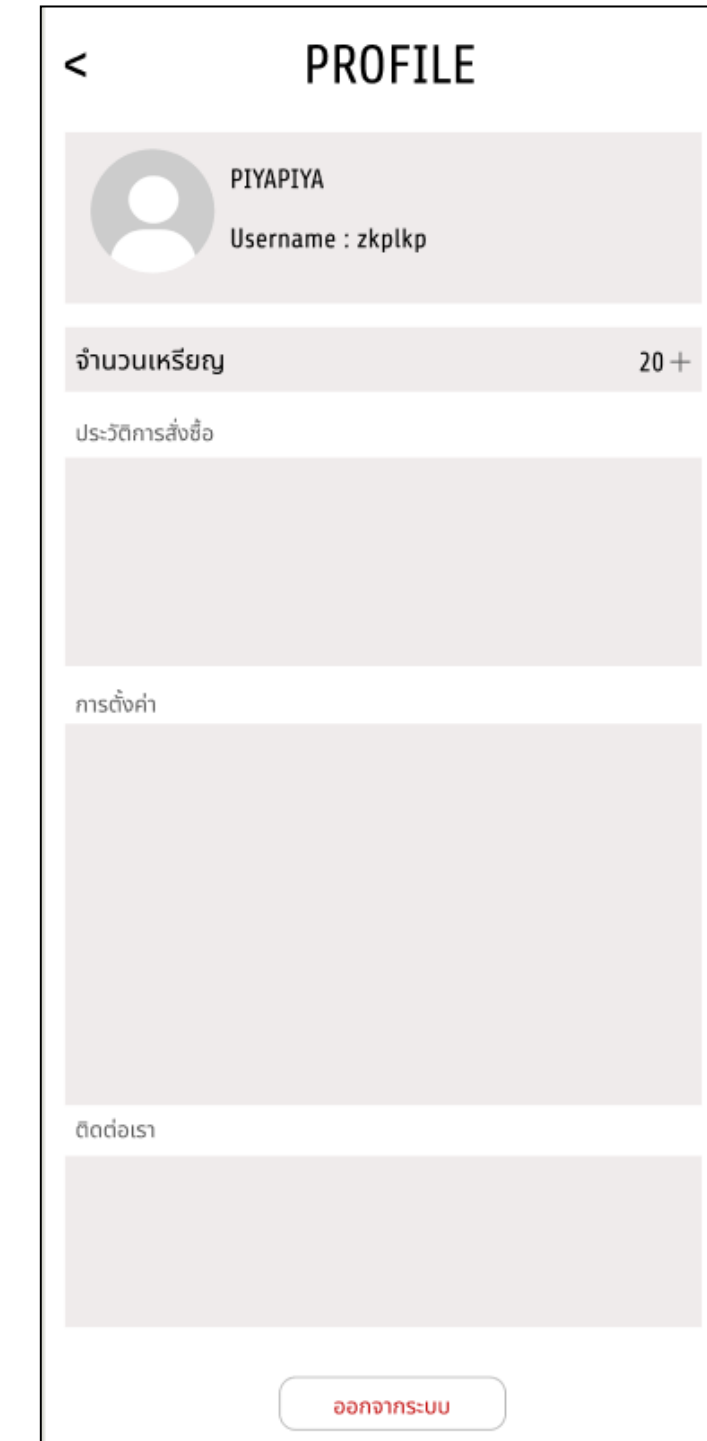 < PROFILE
PIYAPIYA
Username : zkplkp
จำนวนเหรียญ 20 +
ประวัติการสั่งซื้อ
การตั้งค่า
ติดต่อเรา
ออกจากระบบ